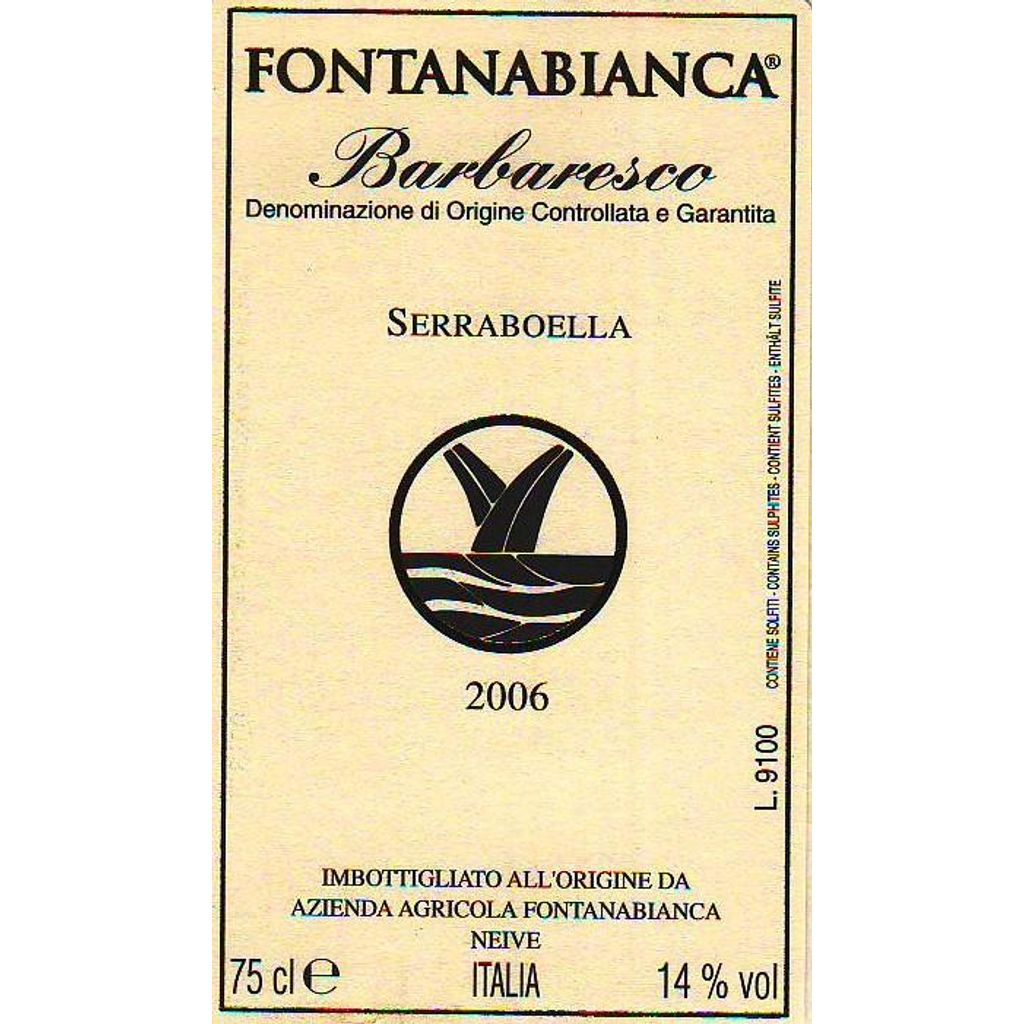 FONTANABIANCA®
Barbaresco
Denominazione di Origine Controllata e Garantita
SERRABOELLA
2006
CONTIENE SOLFITI - CONTAINS SULPHITES - CONTIENT SULFITES - ENTHÄLT SULFITE
L. 9100
IMBOTTIGLIATO ALL'ORIGINE DA
AZIENDA AGRICOLA FONTANABIANCA
NEIVE
75 cl ℮ ITALIA 14 % vol